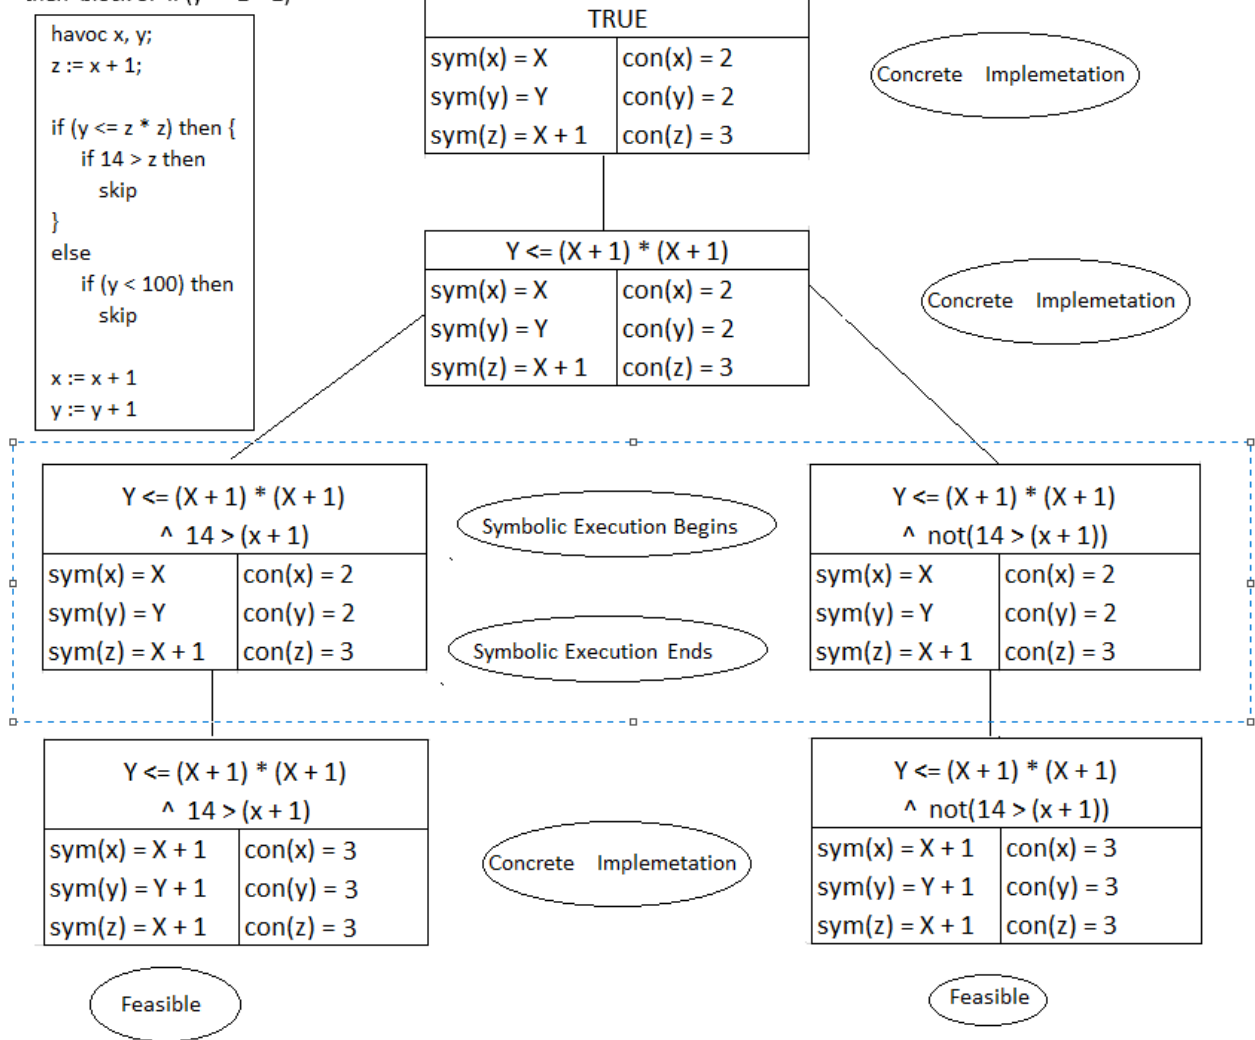 havoc x, y;
z := x + 1;
if (y <= z * z) then {
if 14 > z then
skip
}
else
if (y < 100) then
skip
x := x + 1
y := y + 1
TRUE
sym(x) = X con(x) = 2
sym(y) = Y con(y) = 2
sym(z) = X + 1 con(z) = 3
Concrete Implemetation
Y <= (X + 1) * (X + 1)
sym(x) = X con(x) = 2
sym(y) = Y con(y) = 2
sym(z) = X + 1 con(z) = 3
Concrete Implemetation
Y <= (X + 1) * (X + 1)
^ 14 > (x + 1)
sym(x) = X con(x) = 2
sym(y) = Y con(y) = 2
sym(z) = X + 1 con(z) = 3
Symbolic Execution Begins
Symbolic Execution Ends
Y <= (X + 1) * (X + 1)
^ not(14 > (x + 1))
sym(x) = X con(x) = 2
sym(y) = Y con(y) = 2
sym(z) = X + 1 con(z) = 3
Y <= (X + 1) * (X + 1)
^ 14 > (x + 1)
sym(x) = X + 1 con(x) = 3
sym(y) = Y + 1 con(y) = 3
sym(z) = X + 1 con(z) = 3
Concrete Implemetation
Y <= (X + 1) * (X + 1)
^ not(14 > (x + 1))
sym(x) = X + 1 con(x) = 3
sym(y) = Y + 1 con(y) = 3
sym(z) = X + 1 con(z) = 3
Feasible
Feasible